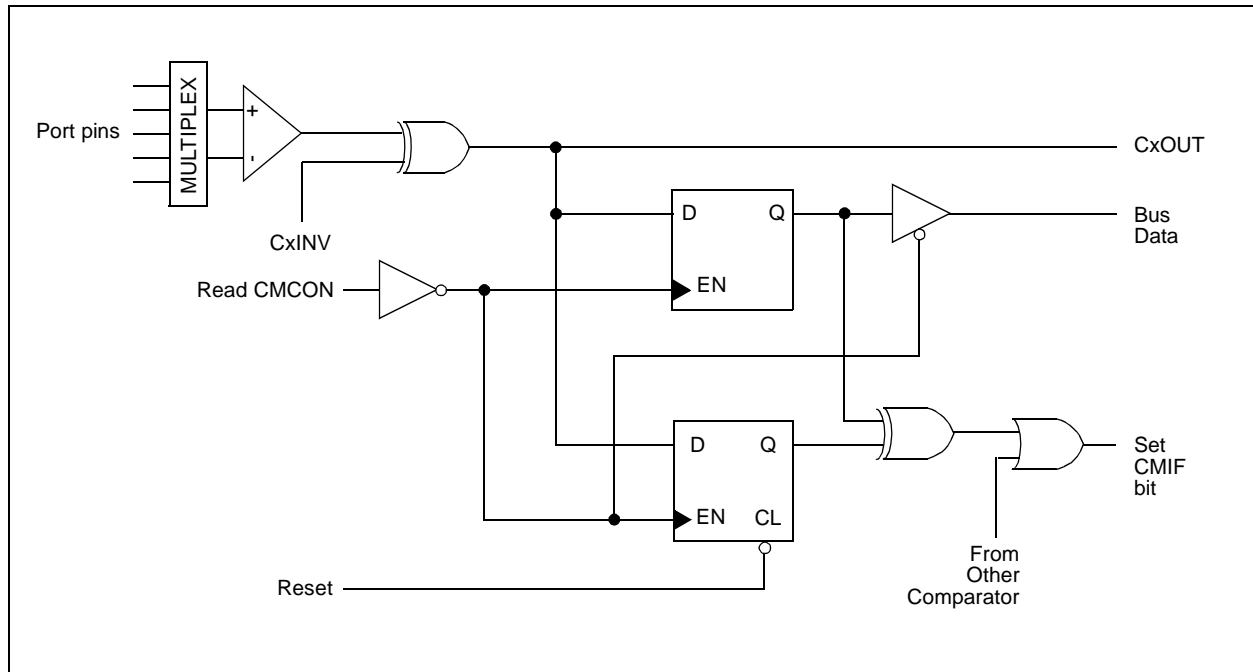 MULTIPLEX
Port pins
+
-
CxINV
Read CMCON
D
Q
EN
CxOUT
Bus
Data
D
Q
EN
CL
Set
CMIF
bit
From
Other
Comparator
Reset